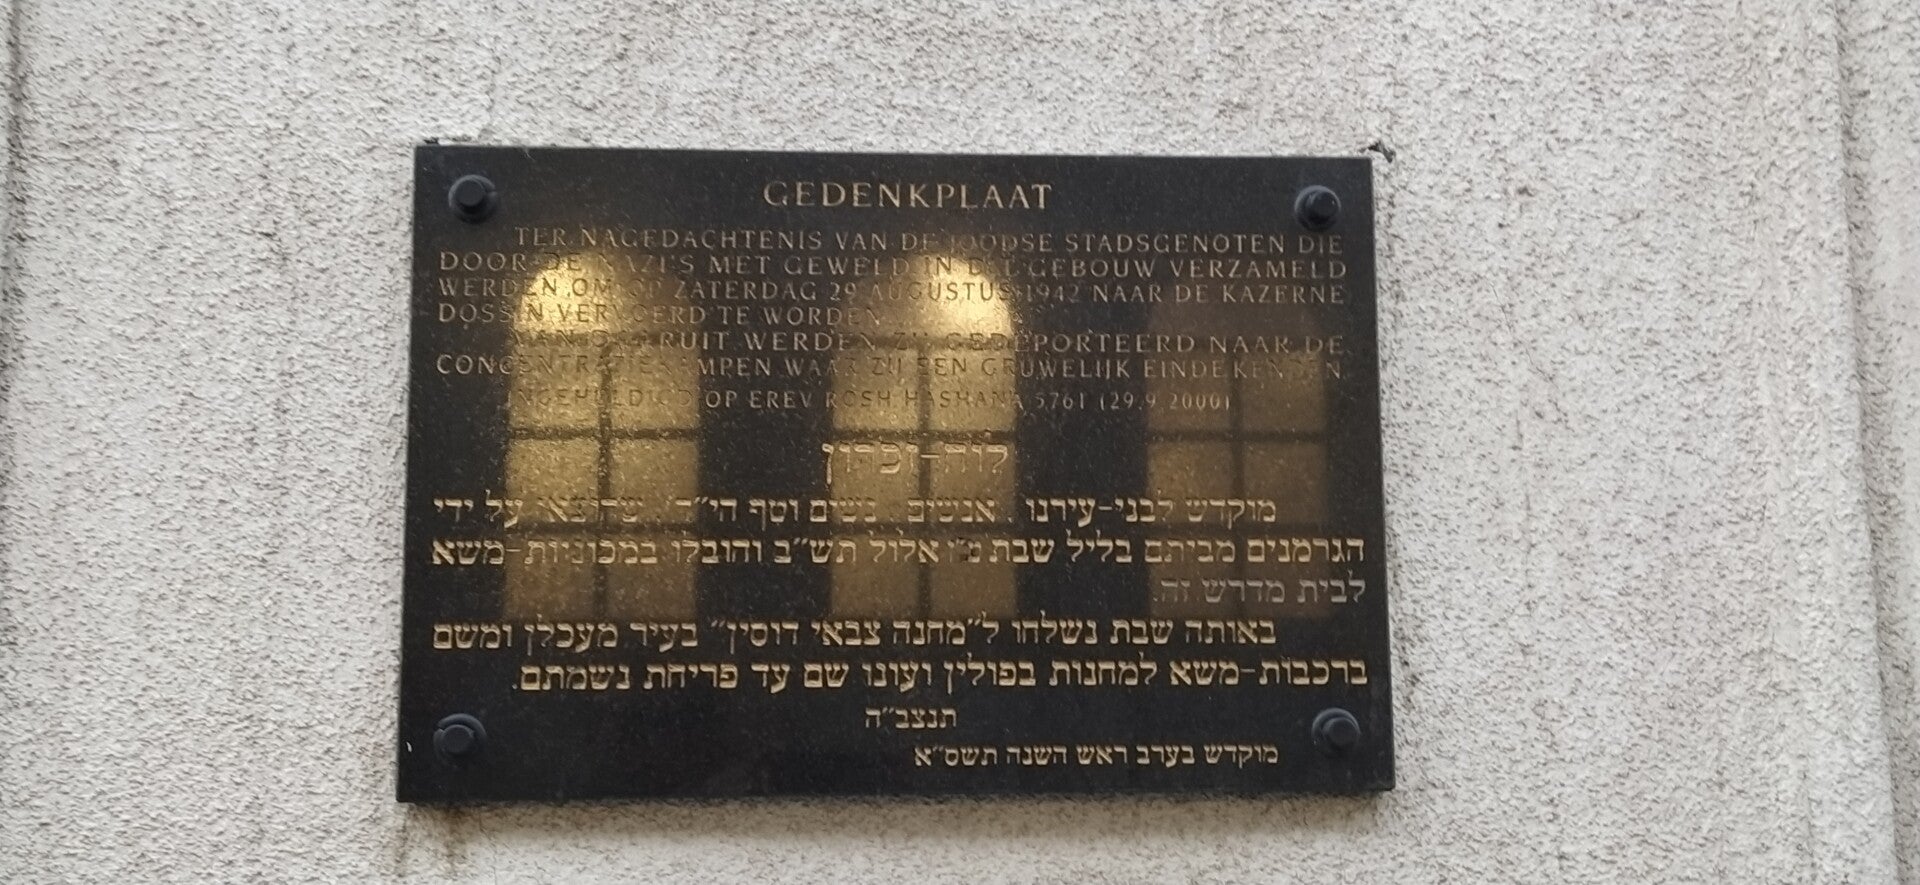 GEDENKPLAAT
TER NAGEDACHTENIS VAN DE JOODSE STADSGENOTEN DIE
DOOR DE NAZI'S MET GEWELD IN DIT GEBOUW VERZAMELD
WERDEN OM OP ZATERDAG 29 AUGUSTUS 1942 NAAR DE KAZERNE
DOSSIN VERVOERD TE WORDEN
VAN DAARUIT WERDEN ZIJ GEDEPORTEERD NAAR DE
CONCENTRATIEKAMPEN WAAR ZIJ EEN GRUWELIJK EINDE KENDEN.
INGEHULDIGD OP EREV ROSH HASHANA 5761 (29.9.2000)
לוח-זכרון
מוקדש לבני-עירנו, אנשים, נשים וטף הי״ד, שהוצאו על ידי
הגרמנים מביתם בליל שבת אלול תש״ב והובלו במכוניות-משא
לבית מדרש זה.
באותה שבת נשלחו ל״מחנה צבאי דוסין״ בעיר מעכלן ומשם
ברכבות-משא למחנות בפולין ועונו שם עד פריחת נשמתם.
תנצב״ה
מוקדש בערב ראש השנה תשס״א